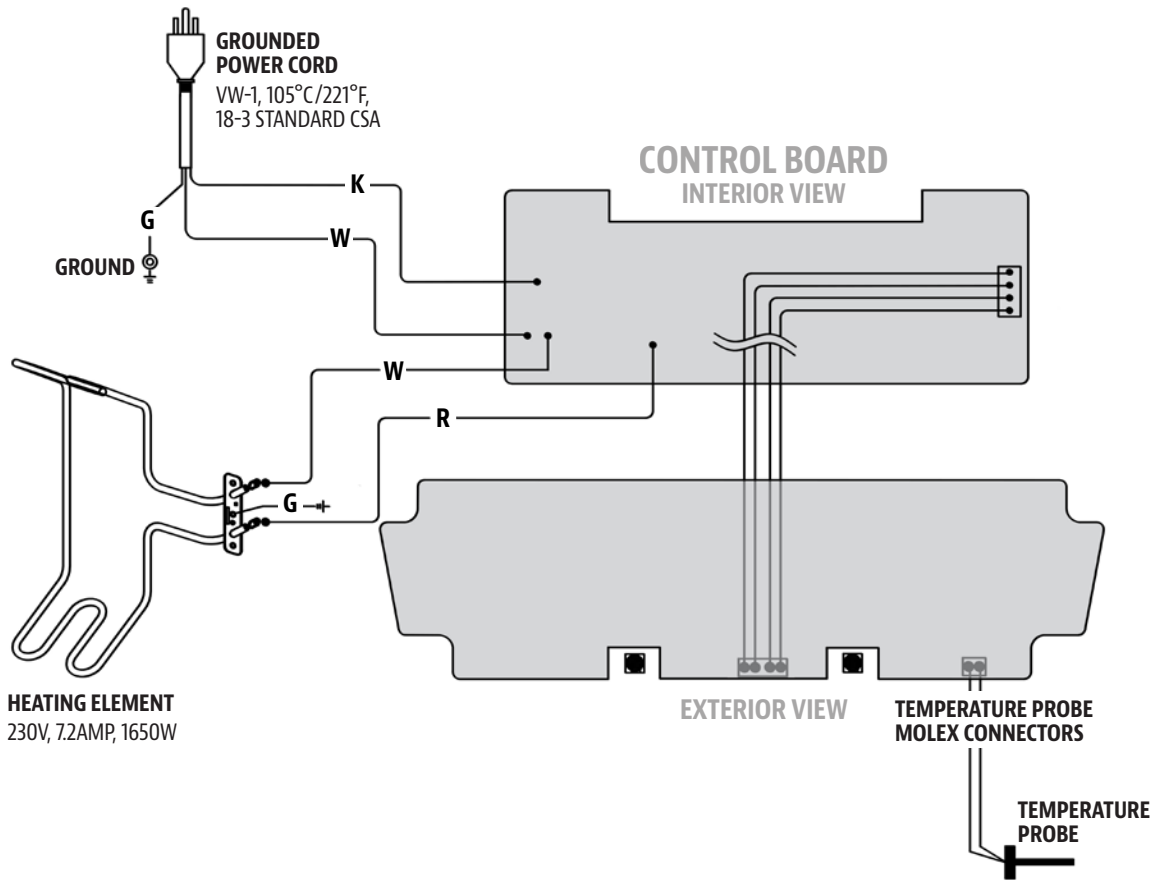 GROUNDED
POWER CORD
VW-1, 105°C/221°F,
18-3 STANDARD CSA
CONTROL BOARD
INTERIOR VIEW
K
G
W
GROUND
W
R
G
HEATING ELEMENT
230V, 7.2AMP, 1650W
EXTERIOR VIEW
TEMPERATURE PROBE
MOLEX CONNECTORS
TEMPERATURE
PROBE